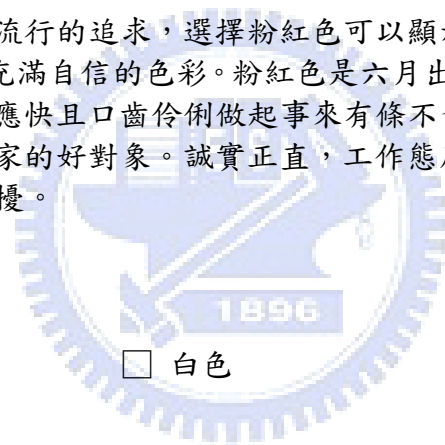 流行的追求，選擇粉紅色可以顯
充滿自信的色彩。粉紅色是六月出
應快且口齒伶俐做起事來有條不
家的好對象。誠實正直，工作態
擾。
1896
□ 白色